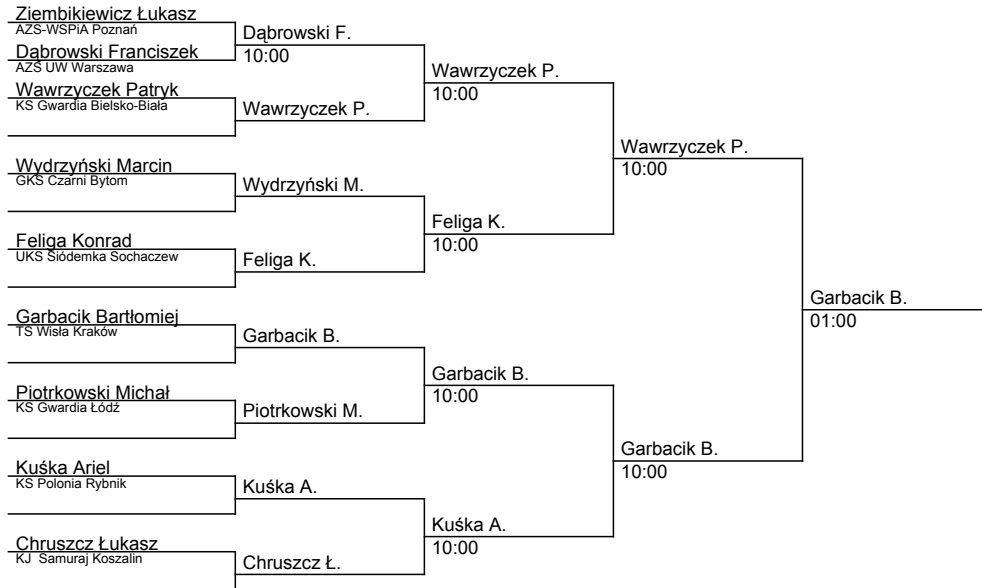 Ziembikiewicz Łukasz
AZS-WSPiA Poznań
Dąbrowski Franciszek
AZS UW Warszawa
Wawrzyczek Patryk
KS Gwardia Bielsko-Biała
Wydrzyński Marcin
GKS Czarni Bytom
Feliga Konrad
UKS Siódemka Sochaczew
Garbacik Bartłomiej
TS Wisła Kraków
Piotrkowski Michał
KS Gwardia Łódź
Kuśka Ariel
KS Polonia Rybnik
Chruszcz Łukasz
KJ  Samuraj Koszalin
Dąbrowski F.
10:00
Wawrzyczek P.
Wydrzyński M.
Feliga K.
Garbacik B.
Piotrkowski M.
Kuśka A.
Chruszcz Ł.
Wawrzyczek P.
10:00
Feliga K.
10:00
Garbacik B.
10:00
Kuśka A.
10:00
Wawrzyczek P.
10:00
Garbacik B.
10:00
Garbacik B.
01:00